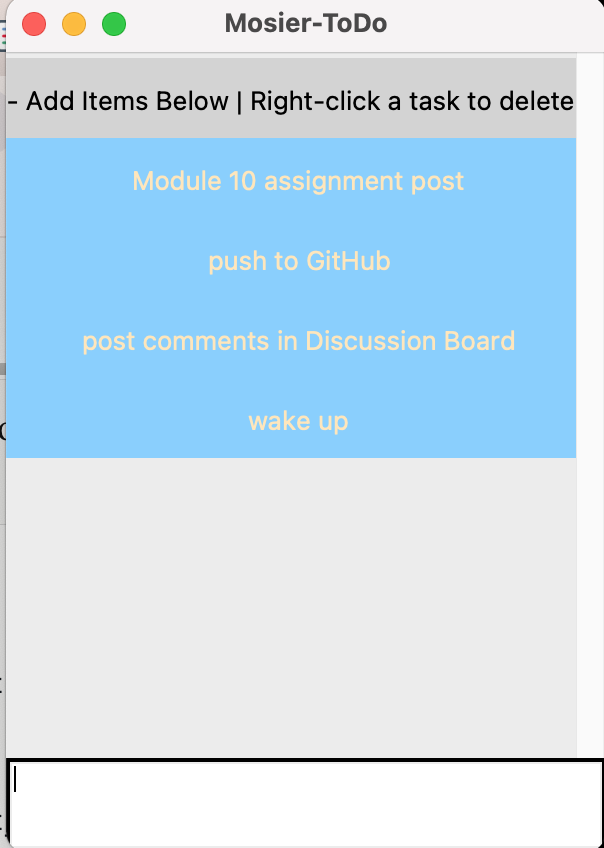 Mosier-ToDo
- Add Items Below | Right-click a task to delete
Module 10 assignment post
push to GitHub
post comments in Discussion Board
wake up